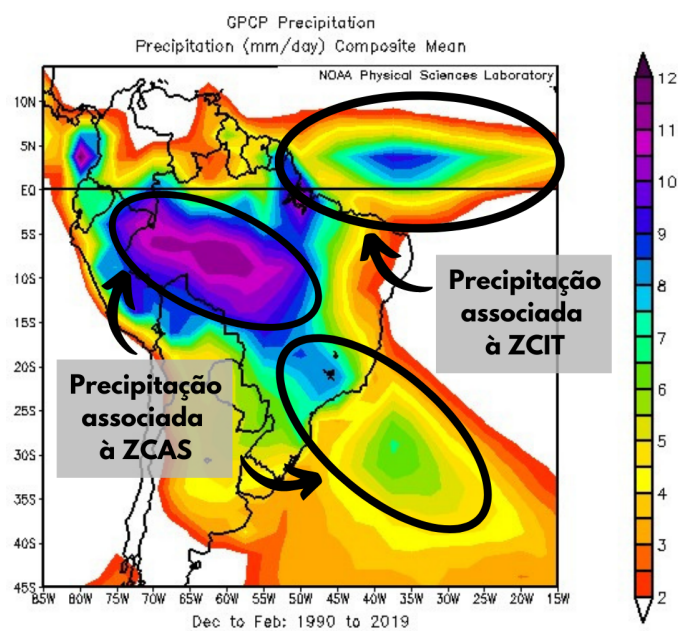 GPCP Precipitation
Precipitation (mm/day) Composite Mean
NOAA Physical Sciences Laboratory
10N
5N
EQ
5S
10S
15S
20S
25S
30S
35S
40S
45S
85W 80W 75W 70W 65W 60W 55W 50W 45W 40W 35W 30W 25W 20W 15W
Dec to Feb: 1990 to 2019
Precipitação
associada
à ZCIT
Precipitação
associada
à ZCAS
12
11
10
9
8
7
6
5
4
3
2